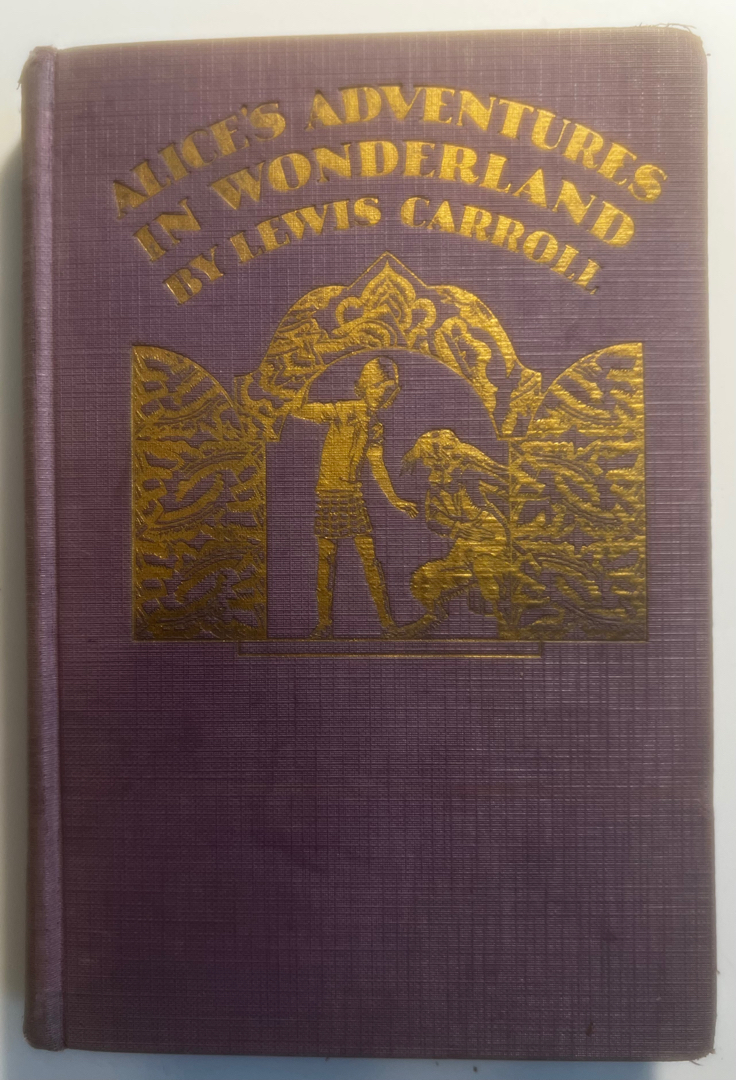 ALICE'S ADVENTURES
IN WONDERLAND
BY LEWIS CARROLL